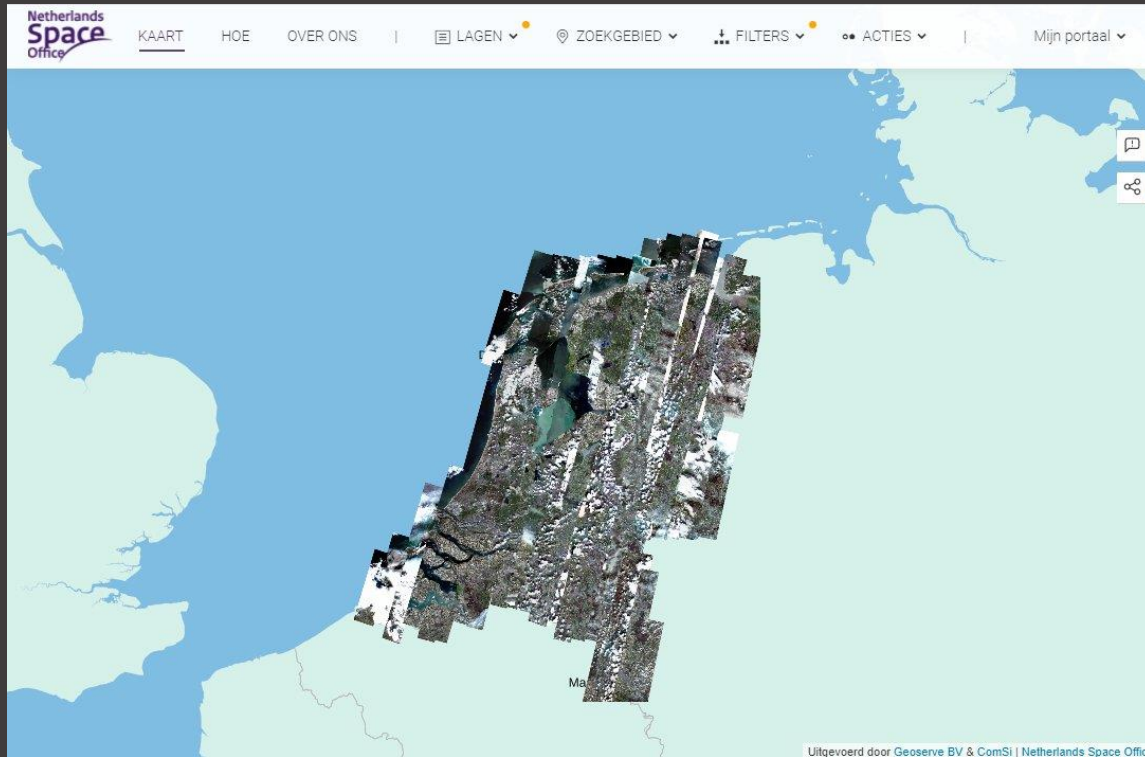 Netherlands
Space
Office
KAART HOE OVER ONS | LAGEN ZOEKGEBIED FILTERS ACTIES | Mijn portaal
Ma
Uitgevoerd door Geoserve BV & ComSi | Netherlands Space Offic